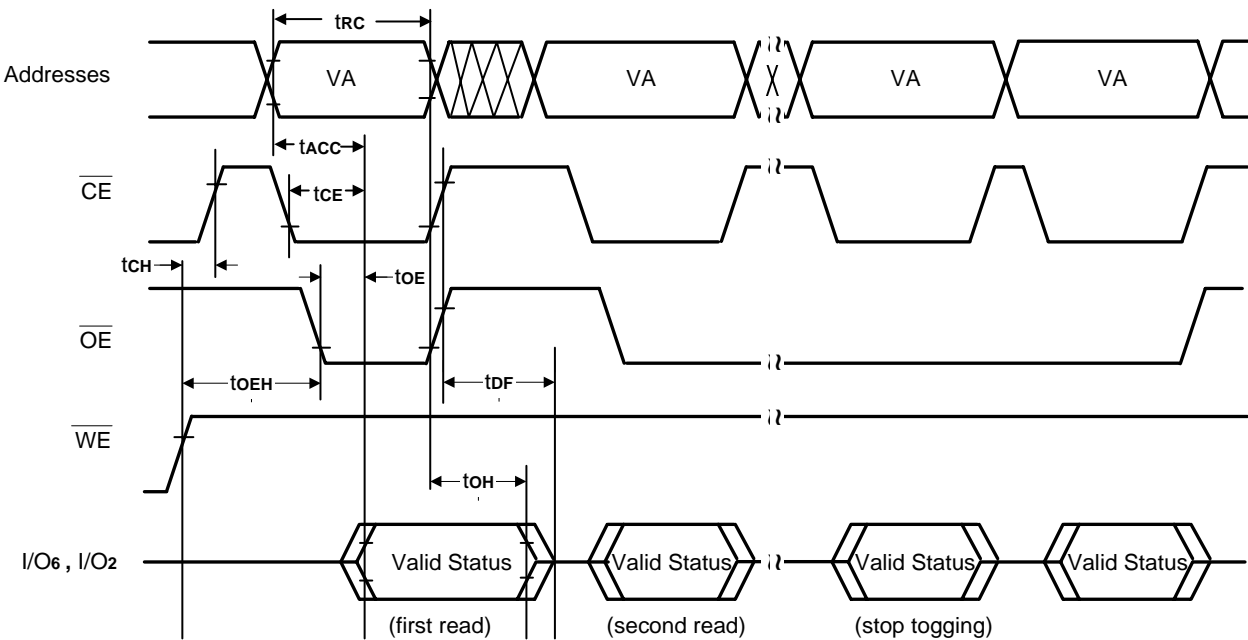 tRC
Addresses VA VA X VA VA
tACC
CE tCE
tCH tOE
OE
tOEH tDF
WE
tOH
I/O6 , I/O2 Valid Status Valid Status Valid Status Valid Status
(first read) (second read) (stop togging)